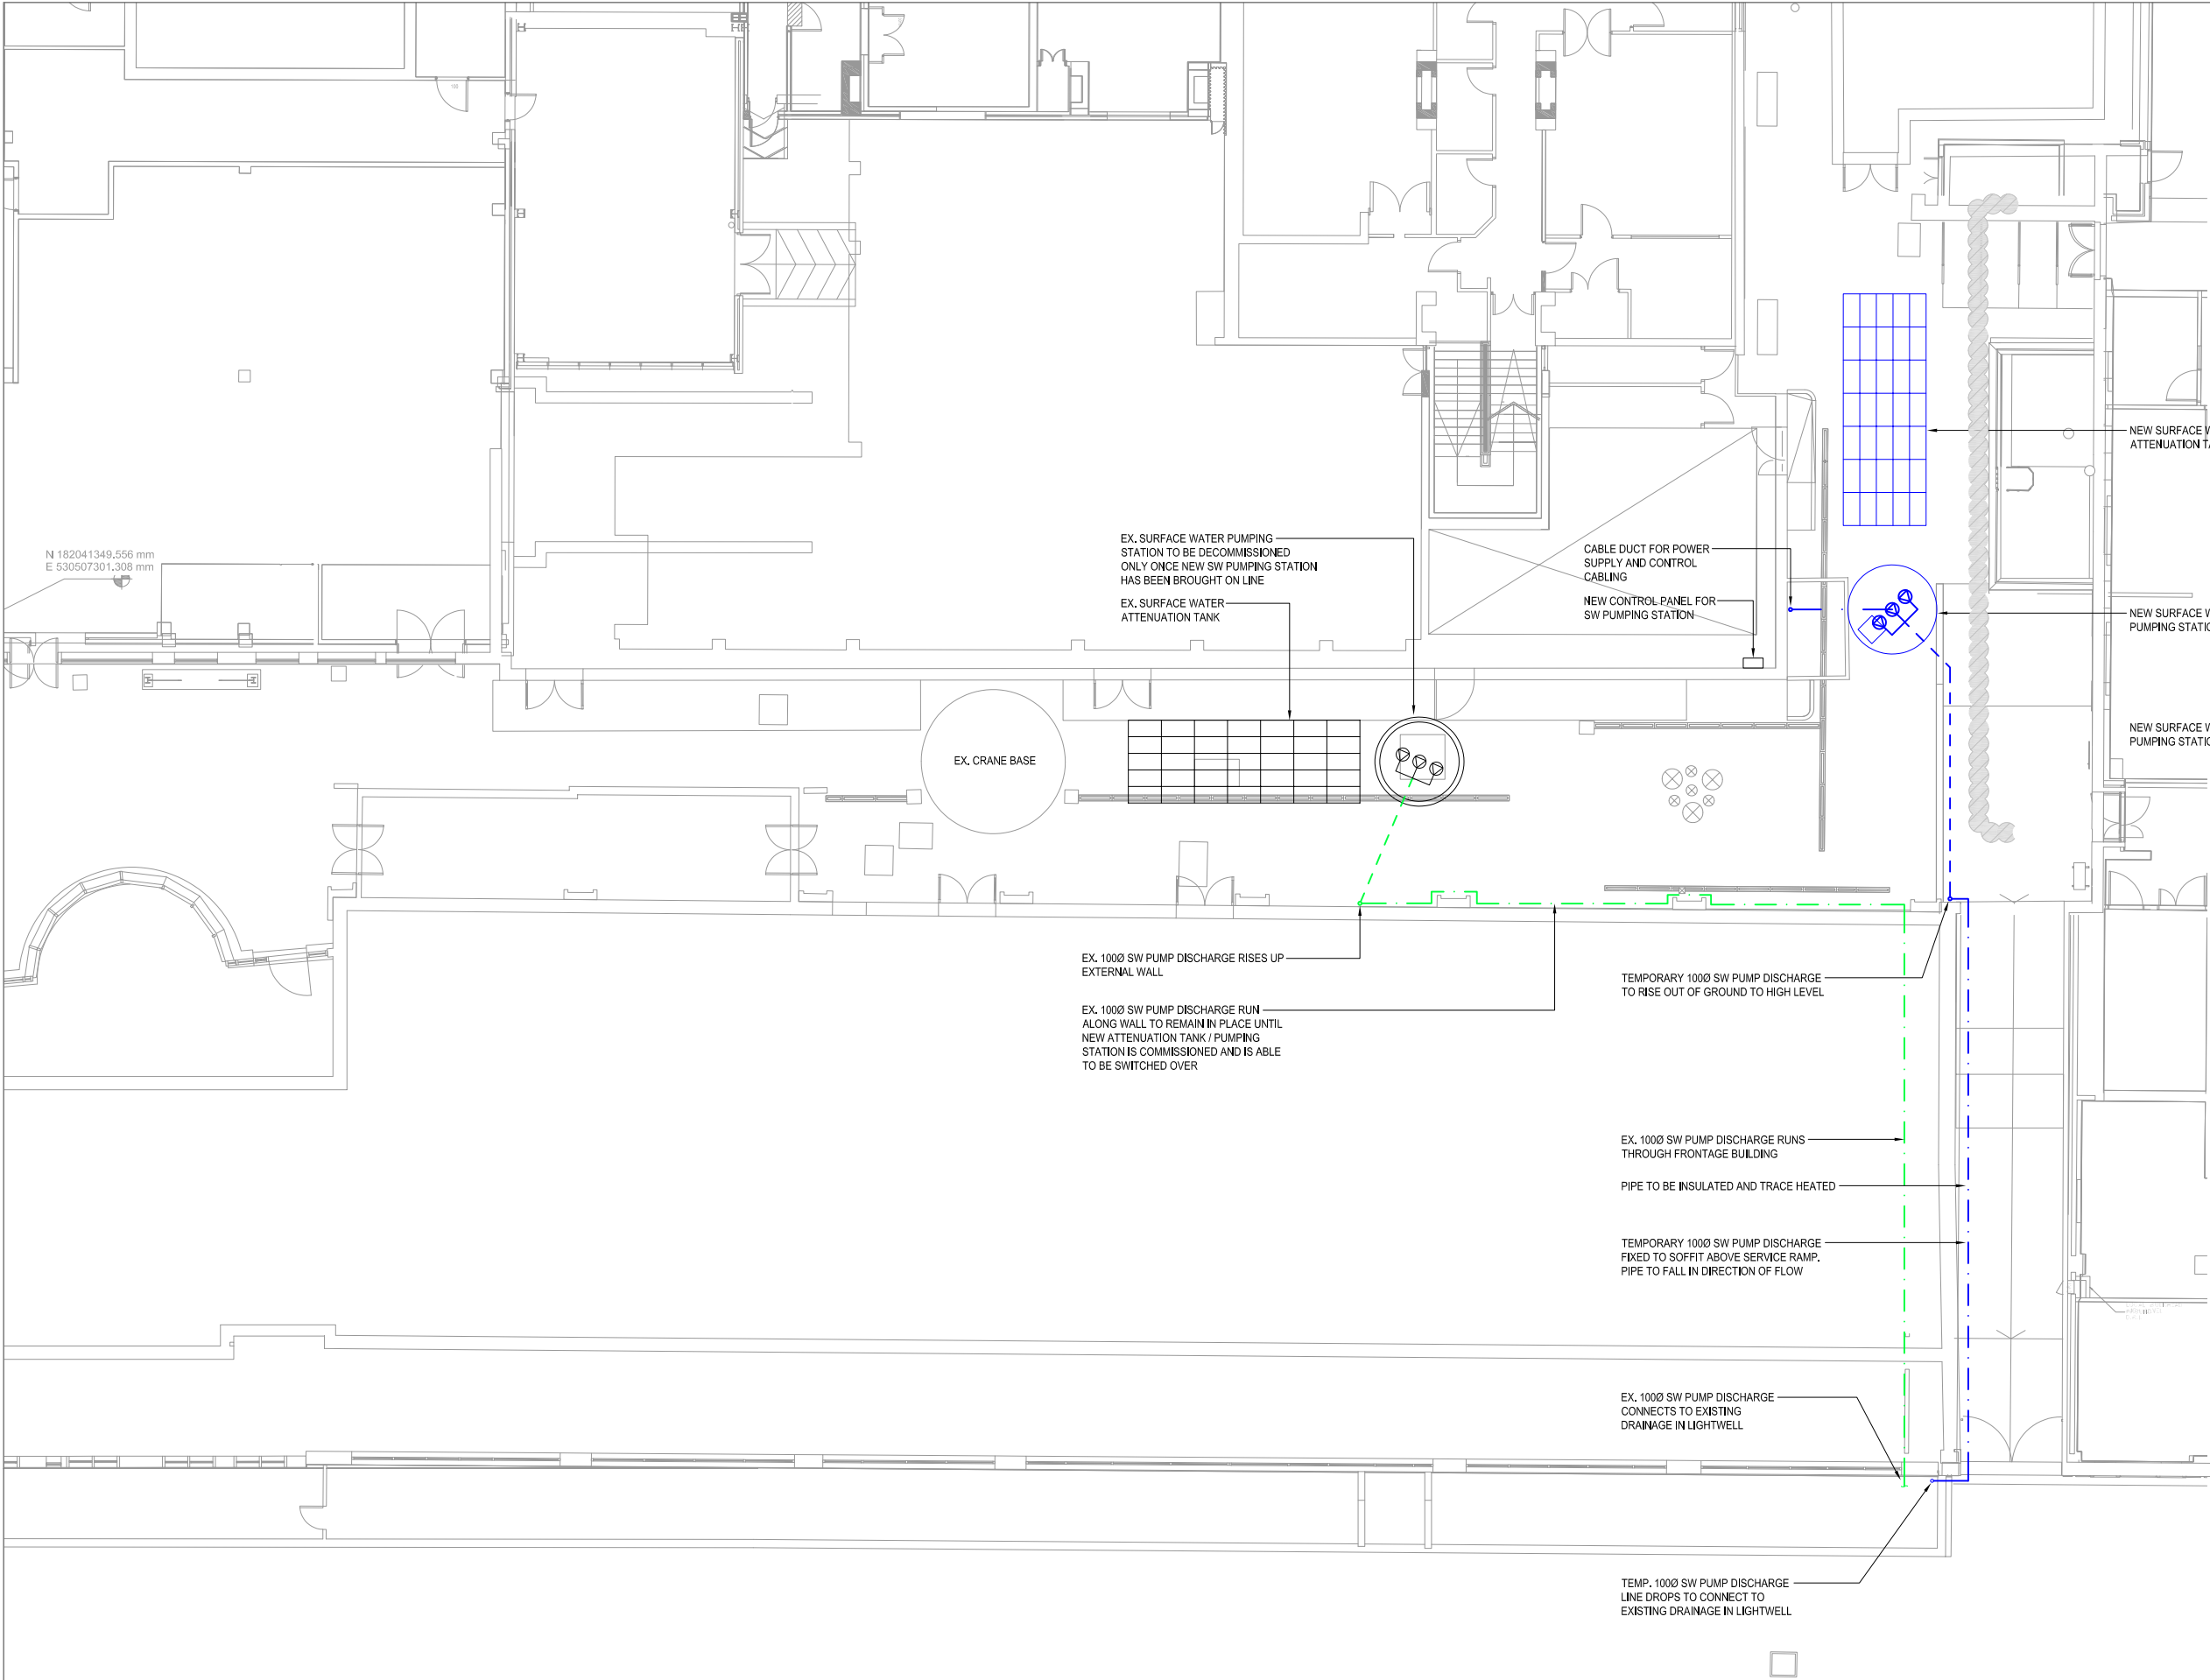 NEW SURFACE
ATTENUATION
N 182041349.556 mm
E 530507301.308 mm
EX. SURFACE WATER PUMPING
STATION TO BE DECOMMISSIONED
ONLY ONCE NEW SW PUMPING STATION
HAS BEEN BROUGHT ON LINE
EX. SURFACE WATER
ATTENUATION TANK
CABLE DUCT FOR POWER
SUPPLY AND CONTROL
CABLING
NEW CONTROL PANEL FOR
SW PUMPING STATION
NEW SURFACE
PUMPING
NEW SURFACE
PUMPING
EX. CRANE BASE
EX. 100Ø SW PUMP DISCHARGE RISES UP
EXTERNAL WALL
EX. 100Ø SW PUMP DISCHARGE RUN
ALONG WALL TO REMAIN IN PLACE UNTIL
NEW ATTENUATION TANK / PUMPING
STATION IS COMMISSIONED AND IS ABLE
TO BE SWITCHED OVER
TEMPORARY 100Ø SW PUMP DISCHARGE
TO RISE OUT OF GROUND TO HIGH LEVEL
EX. 100Ø SW PUMP DISCHARGE RUNS
THROUGH FRONTAGE BUILDING
PIPE TO BE INSULATED AND TRACE HEATED
TEMPORARY 100Ø SW PUMP DISCHARGE
FIXED TO SOFFIT ABOVE SERVICE RAMP.
PIPE TO FALL IN DIRECTION OF FLOW
EX. 100Ø SW PUMP DISCHARGE
CONNECTS TO EXISTING
DRAINAGE IN LIGHTWELL
TEMP. 100Ø SW PUMP DISCHARGE
LINE DROPS TO CONNECT TO
EXISTING DRAINAGE IN LIGHTWELL